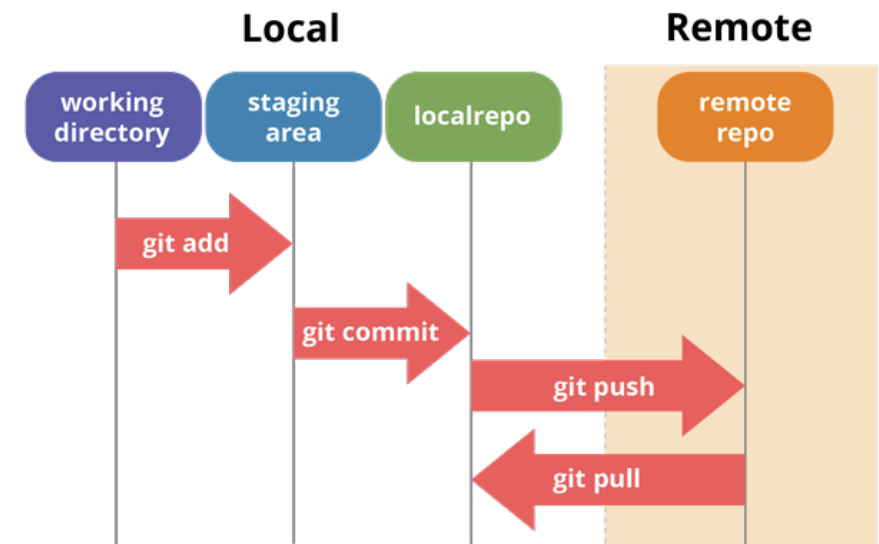 Local
Remote
working
directory
staging
area
localrepo
remote
repo
git add
git commit
git push
git pull